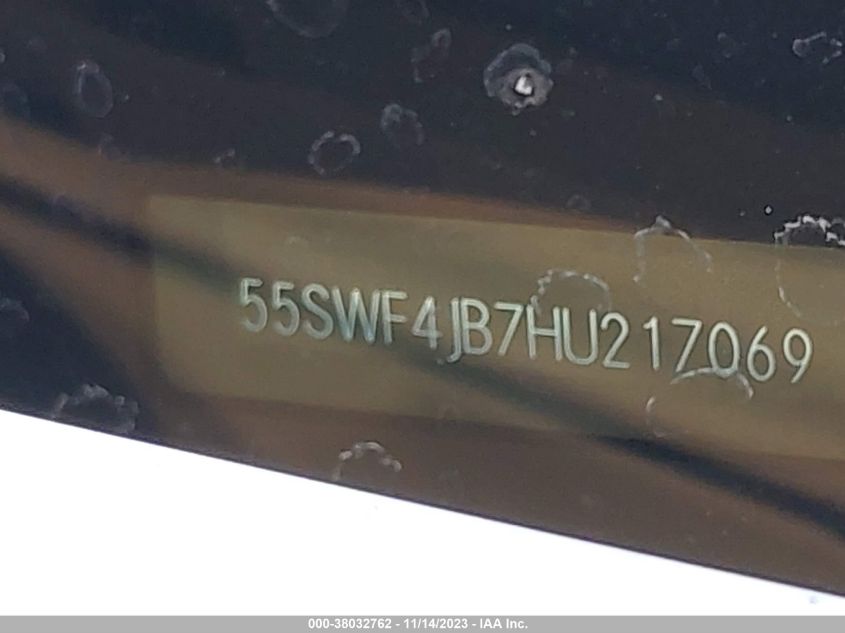 55SWF4JB7HU217069
000-38032762 - 11/14/2023 - IAA Inc.